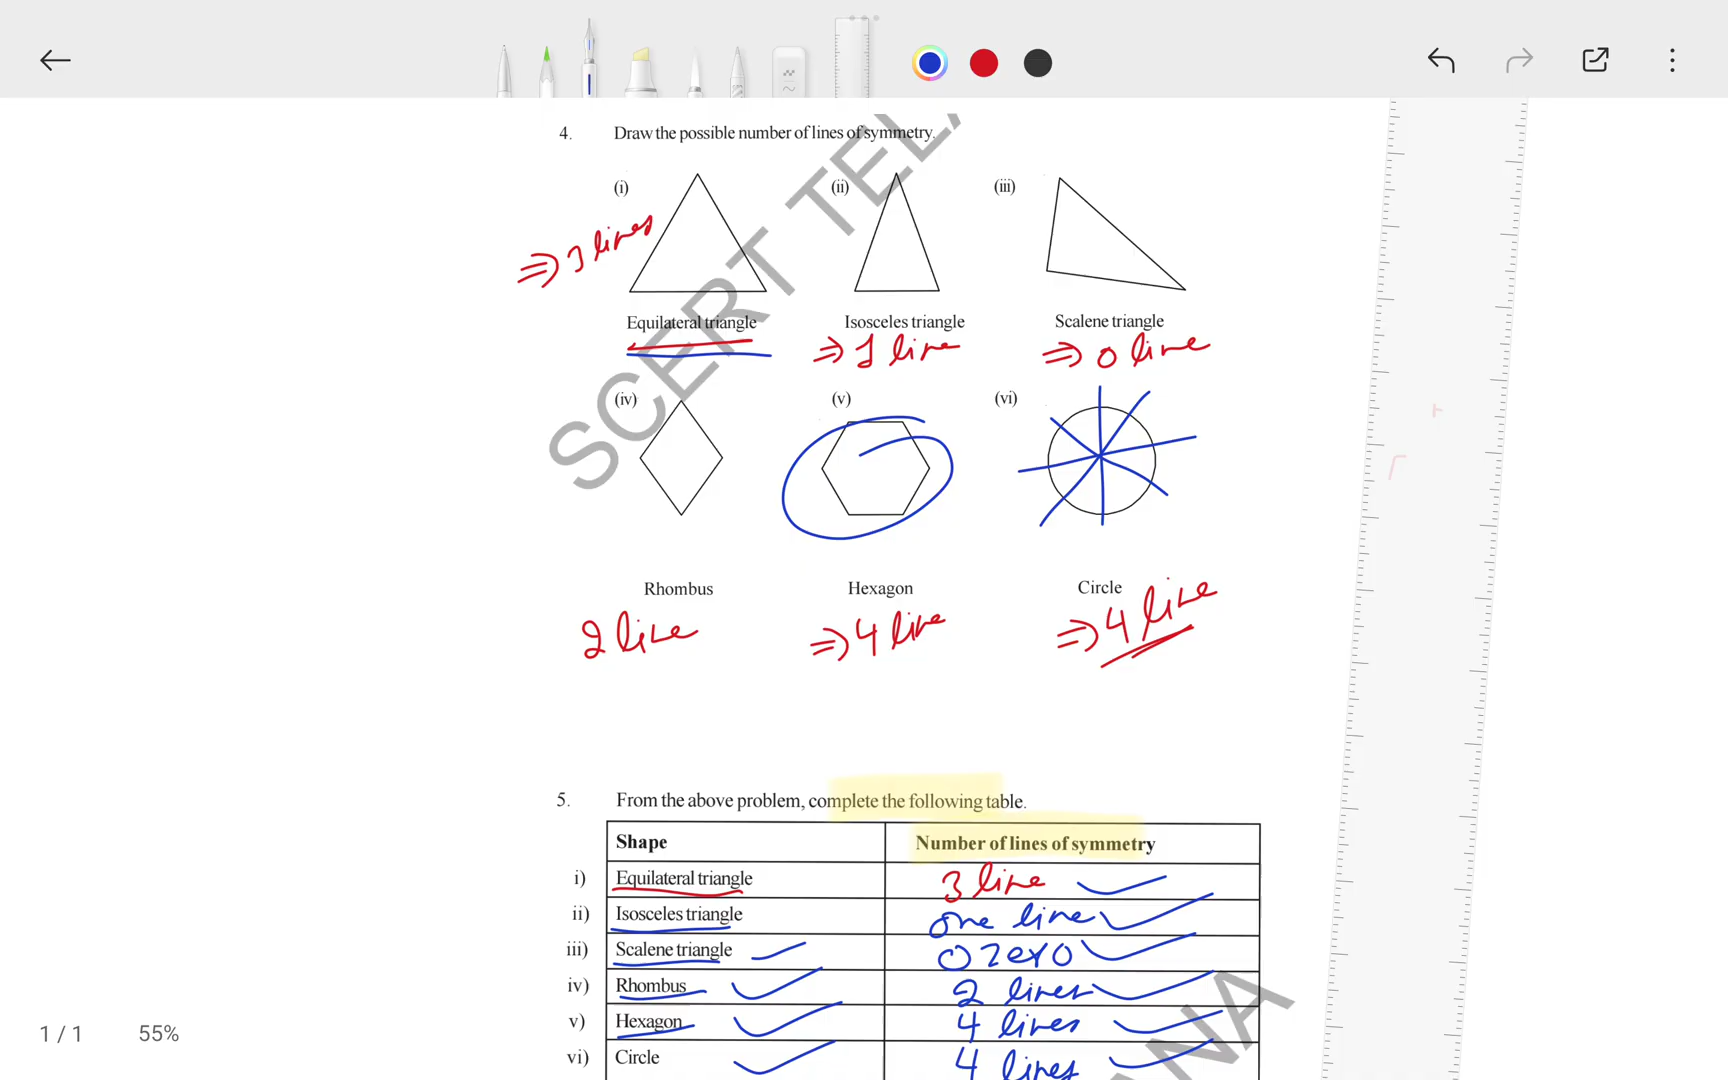 4. Draw the possible number of lines of symmetry.
(i) (ii) (iii)
⇒ 3 lines
Equilateral triangle Isosceles triangle Scalene triangle
⇒ 1 line ⇒ 0 line
(iv) (v) (vi)
Rhombus Hexagon Circle
2 line ⇒ 4 line ⇒ 4 line
SCERT TEL
5. From the above problem, complete the following table.
Shape Number of lines of symmetry
i) Equilateral triangle 3 line
ii) Isosceles triangle one line
iii) Scalene triangle 0 zero
iv) Rhombus 2 lines
v) Hexagon 4 lines
vi) Circle 4 lines
NA
1 / 1 55%